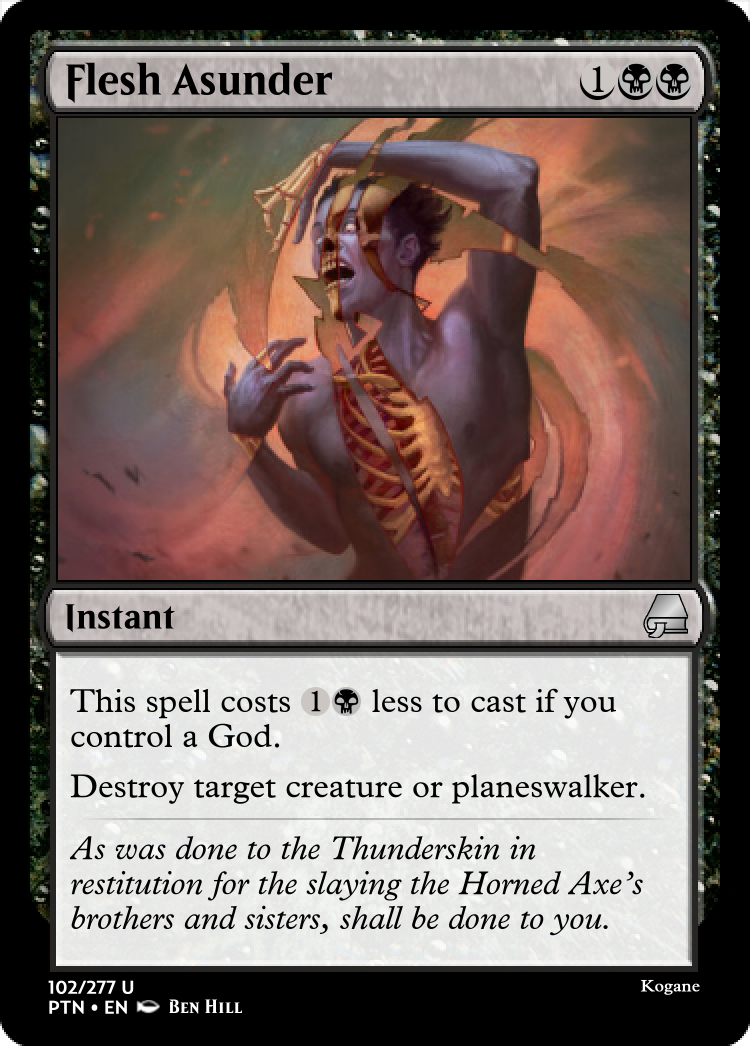 Flesh Asunder 1
Instant
This spell costs 1 less to cast if you
control a God.
Destroy target creature or planeswalker.
As was done to the Thunderskin in
restitution for the slaying the Horned Axe's
brothers and sisters, shall be done to you.
102/277 U
Kogane
PTN • EN BEN HILL